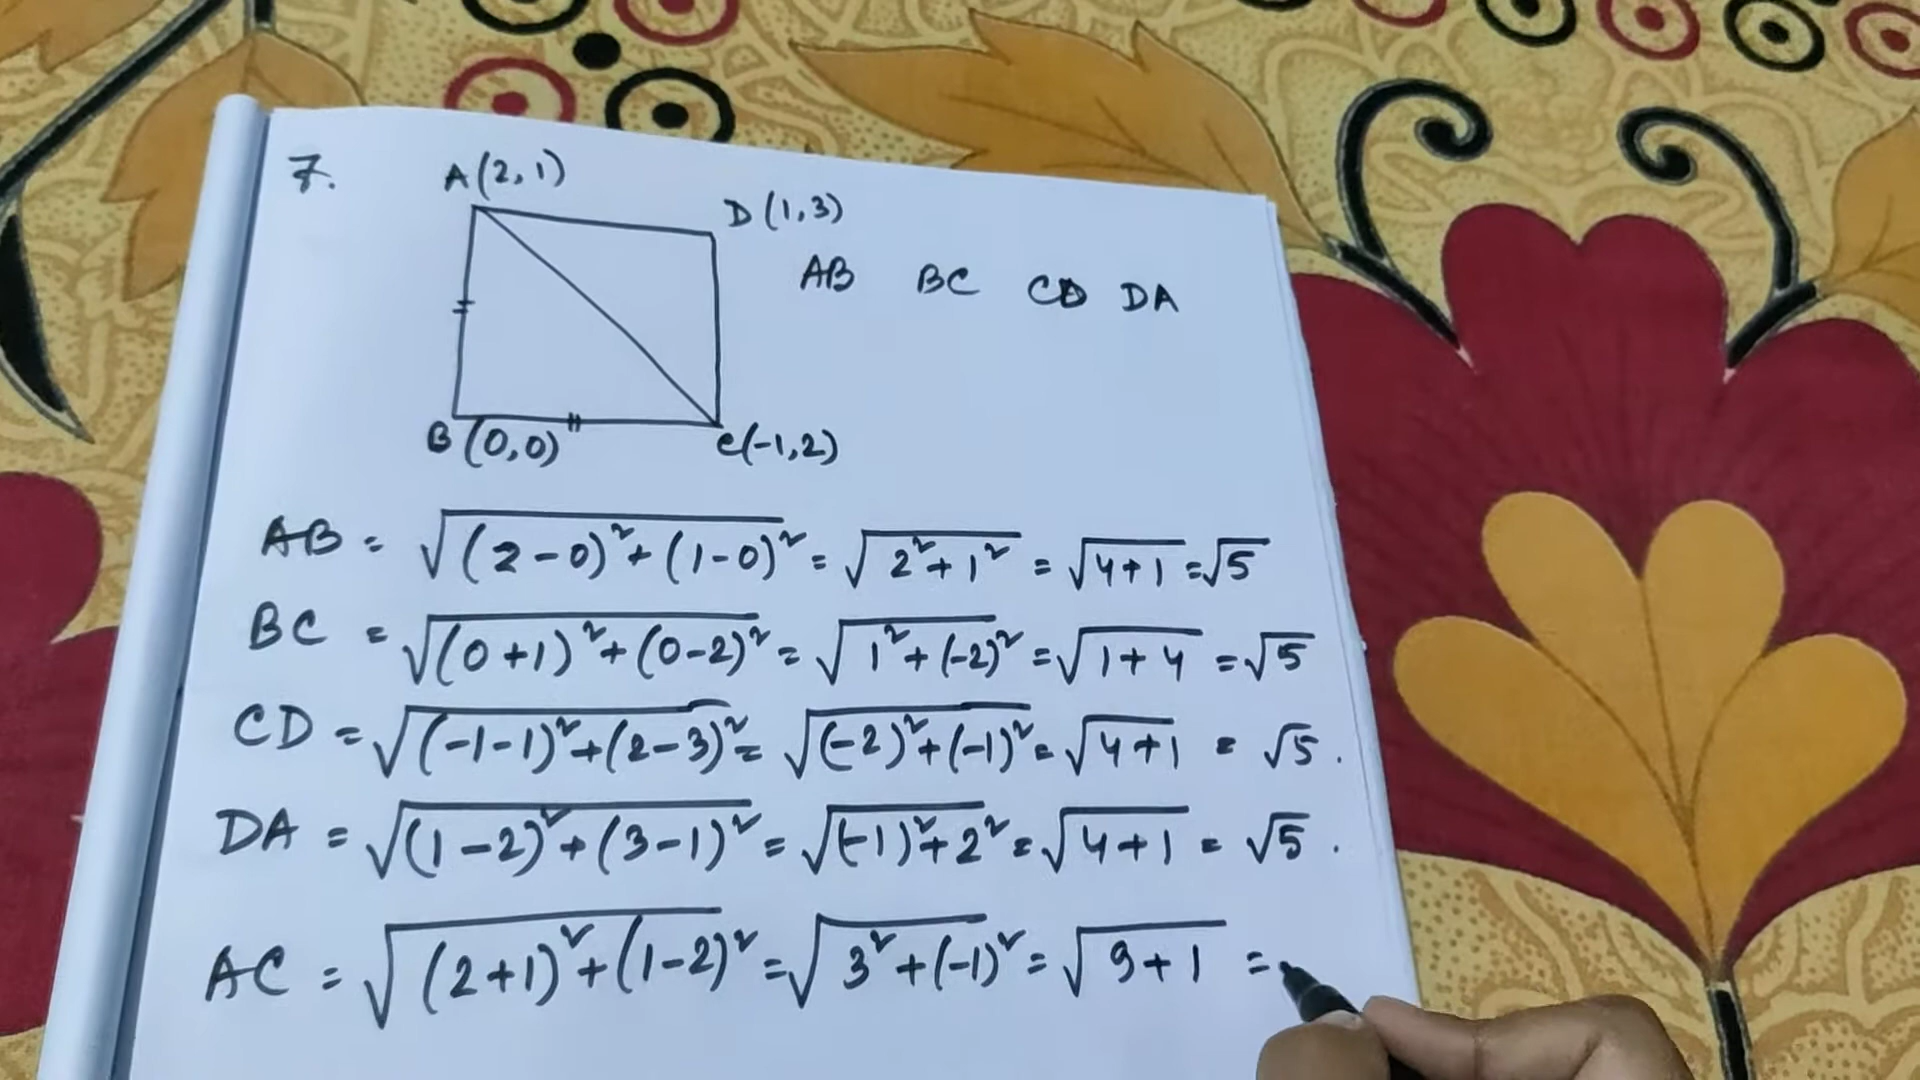 7.
A(2,1)
D(1,3)
AB BC CD DA
B(0,0)
C(-1,2)
AB = √(2-0)²+(1-0)² = √2²+1² = √4+1 = √5
BC = √(0+1)²+(0-2)² = √1²+(-2)² = √1+4 = √5
CD = √(-1-1)²+(2-3)² = √(-2)²+(-1)² = √4+1 = √5.
DA = √(1-2)²+(3-1)² = √(-1)²+2² = √4+1 = √5.
AC = √(2+1)²+(1-2)² = √3²+(-1)² = √9+1 =